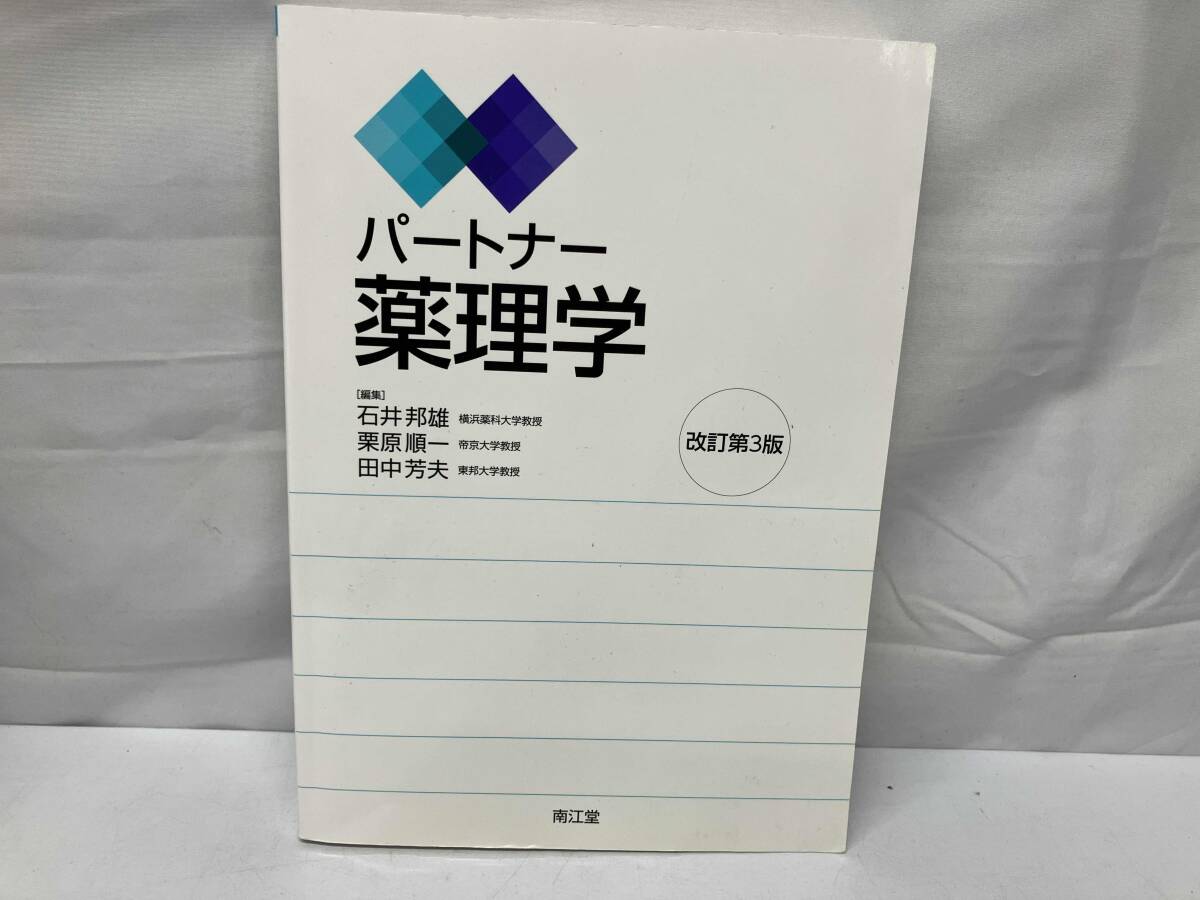 パートナー
薬理学
[編集]
石井邦雄 横浜薬科大学教授
栗原順一 帝京大学教授
田中芳夫 東邦大学教授
改訂第3版
南江堂